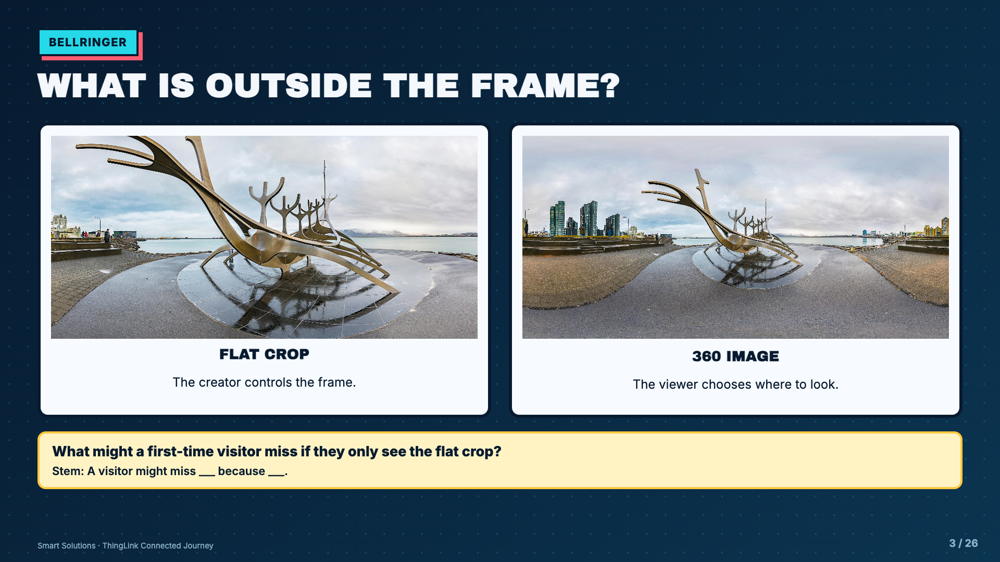 BELLRINGER
WHAT IS OUTSIDE THE FRAME?
FLAT CROP
The creator controls the frame.
360 IMAGE
The viewer chooses where to look.
What might a first-time visitor miss if they only see the flat crop?
Stem: A visitor might miss ___ because ___.
Smart Solutions · ThingLink Connected Journey
3 / 26